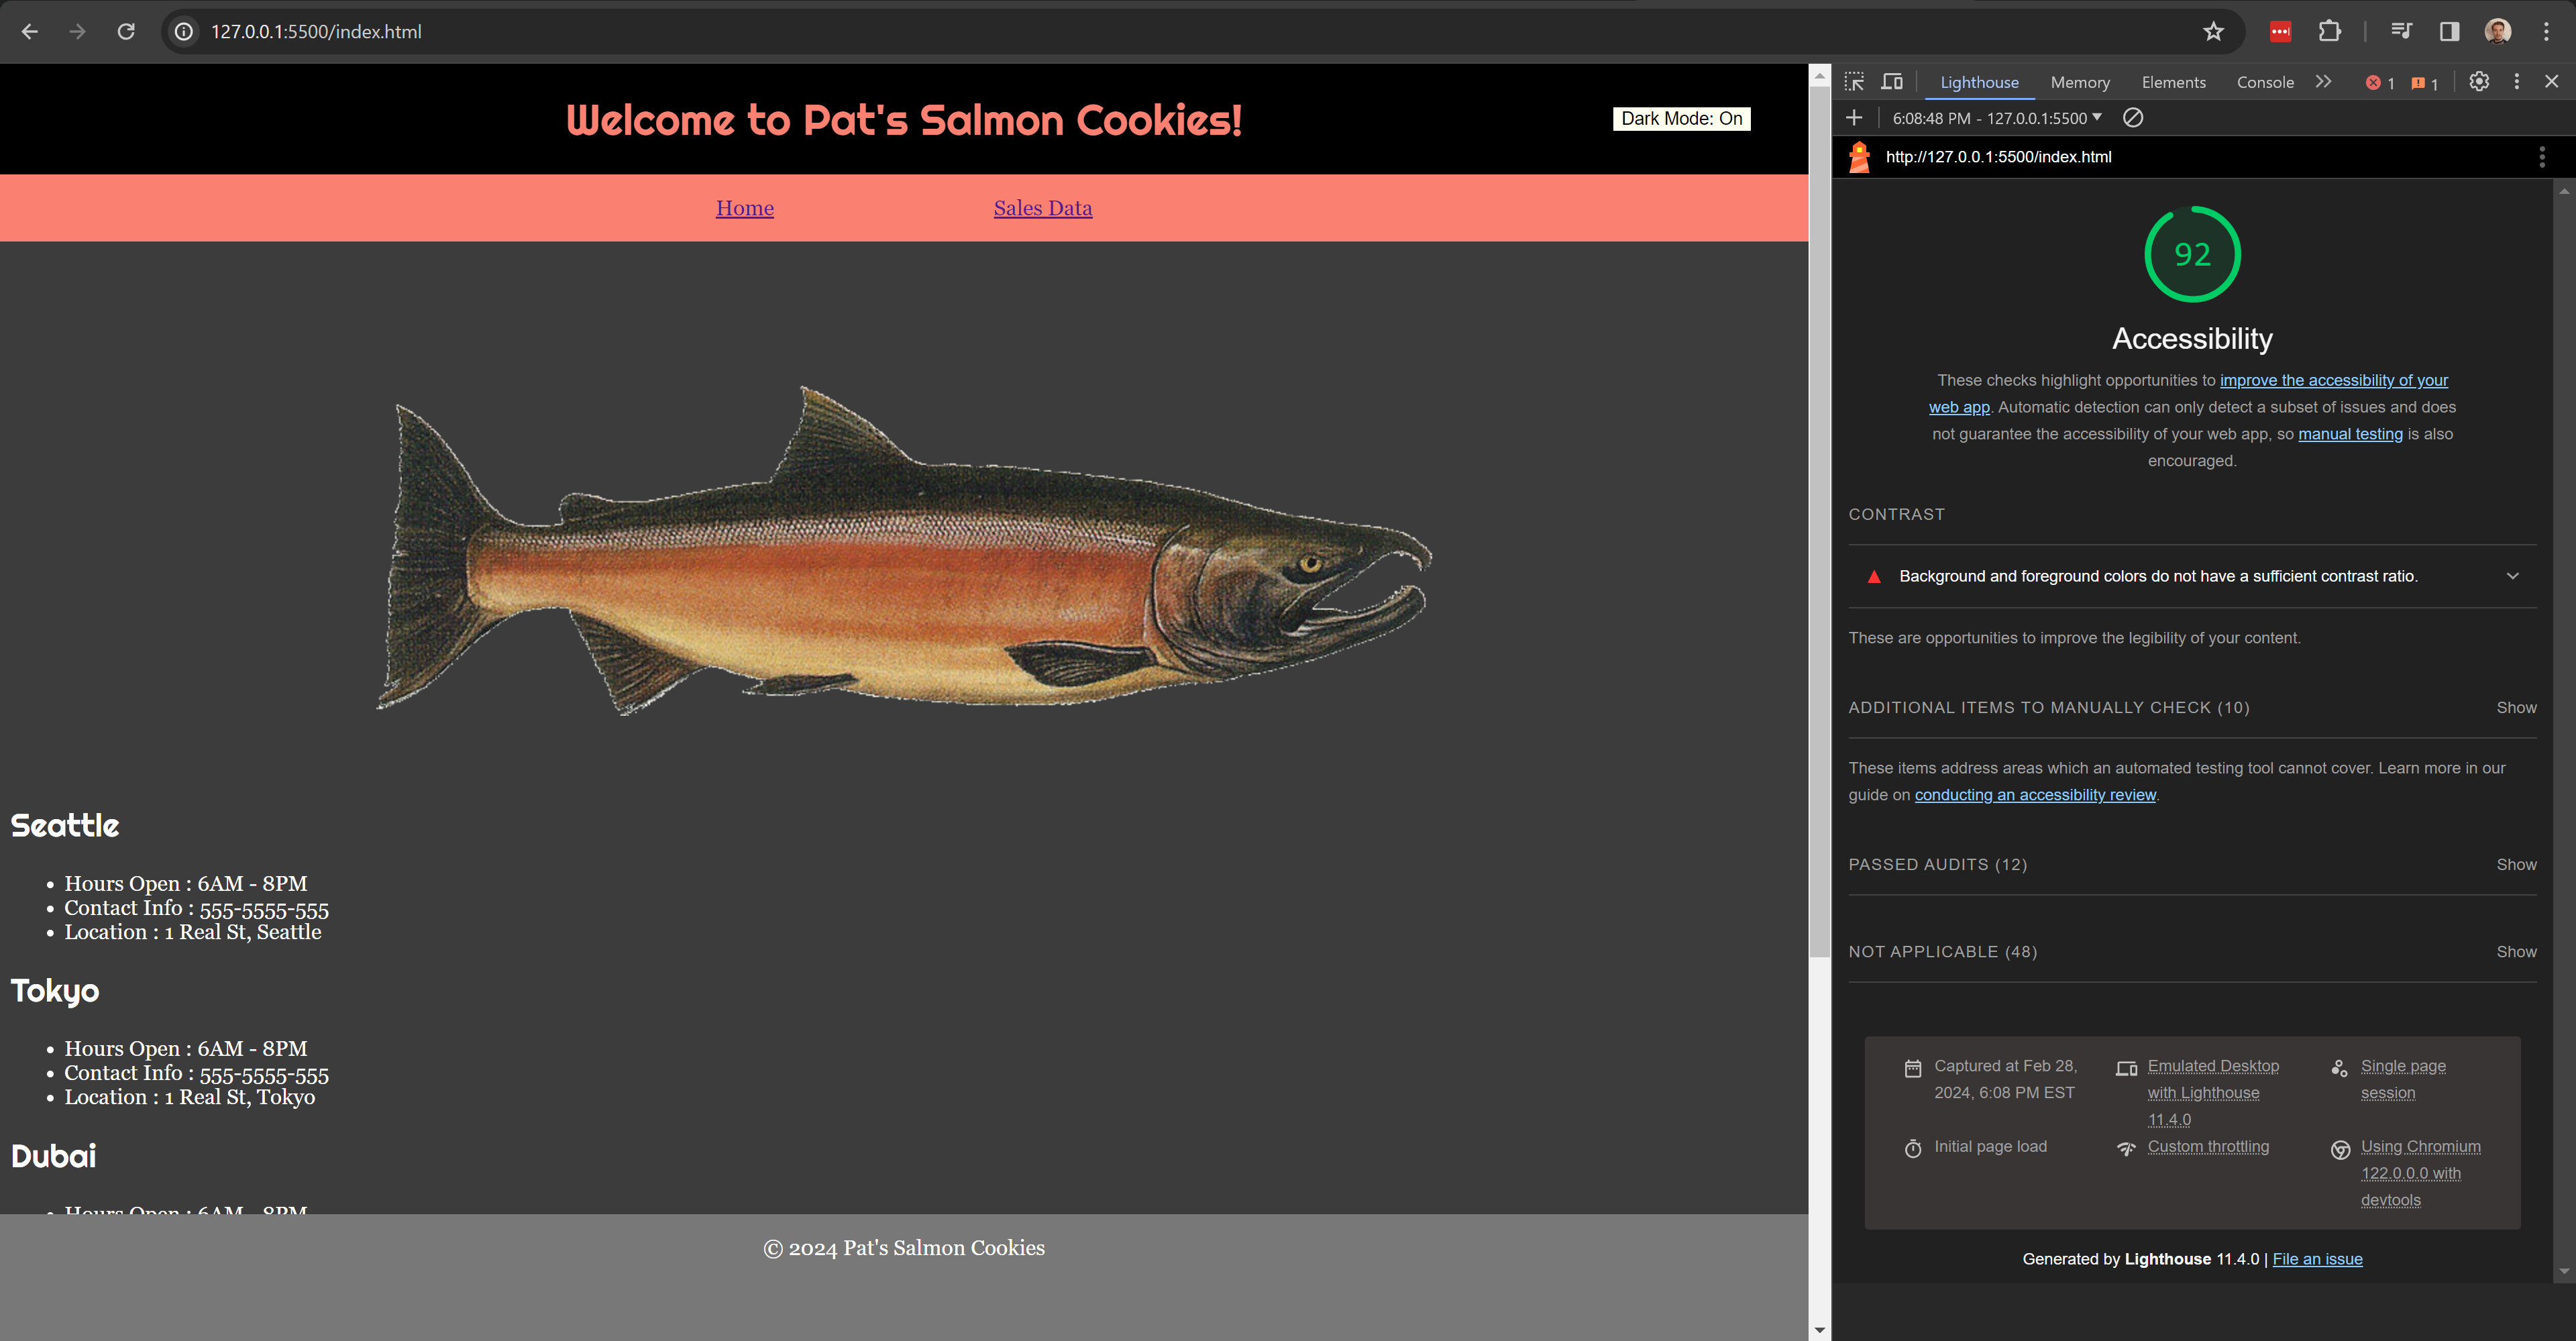 127.0.0.1:5500/index.html
Welcome to Pat's Salmon Cookies!
Dark Mode: On
Home
Sales Data
Seattle
Hours Open : 6AM - 8PM
Contact Info : 555-5555-555
Location : 1 Real St, Seattle
Tokyo
Hours Open : 6AM - 8PM
Contact Info : 555-5555-555
Location : 1 Real St, Tokyo
Dubai
Hours Open : 6AM - 8PM
© 2024 Pat's Salmon Cookies
Lighthouse
Memory
Elements
Console
1
1
6:08:48 PM - 127.0.0.1:5500
http://127.0.0.1:5500/index.html
92
Accessibility
These checks highlight opportunities to improve the accessibility of your
web app. Automatic detection can only detect a subset of issues and does
not guarantee the accessibility of your web app, so manual testing is also
encouraged.
CONTRAST
Background and foreground colors do not have a sufficient contrast ratio.
These are opportunities to improve the legibility of your content.
ADDITIONAL ITEMS TO MANUALLY CHECK (10)
Show
These items address areas which an automated testing tool cannot cover. Learn more in our
guide on conducting an accessibility review.
PASSED AUDITS (12)
Show
NOT APPLICABLE (48)
Show
Captured at Feb 28,
2024, 6:08 PM EST
Emulated Desktop
with Lighthouse
11.4.0
Single page
session
Initial page load
Custom throttling
Using Chromium
122.0.0.0 with
devtools
Generated by Lighthouse 11.4.0 | File an issue